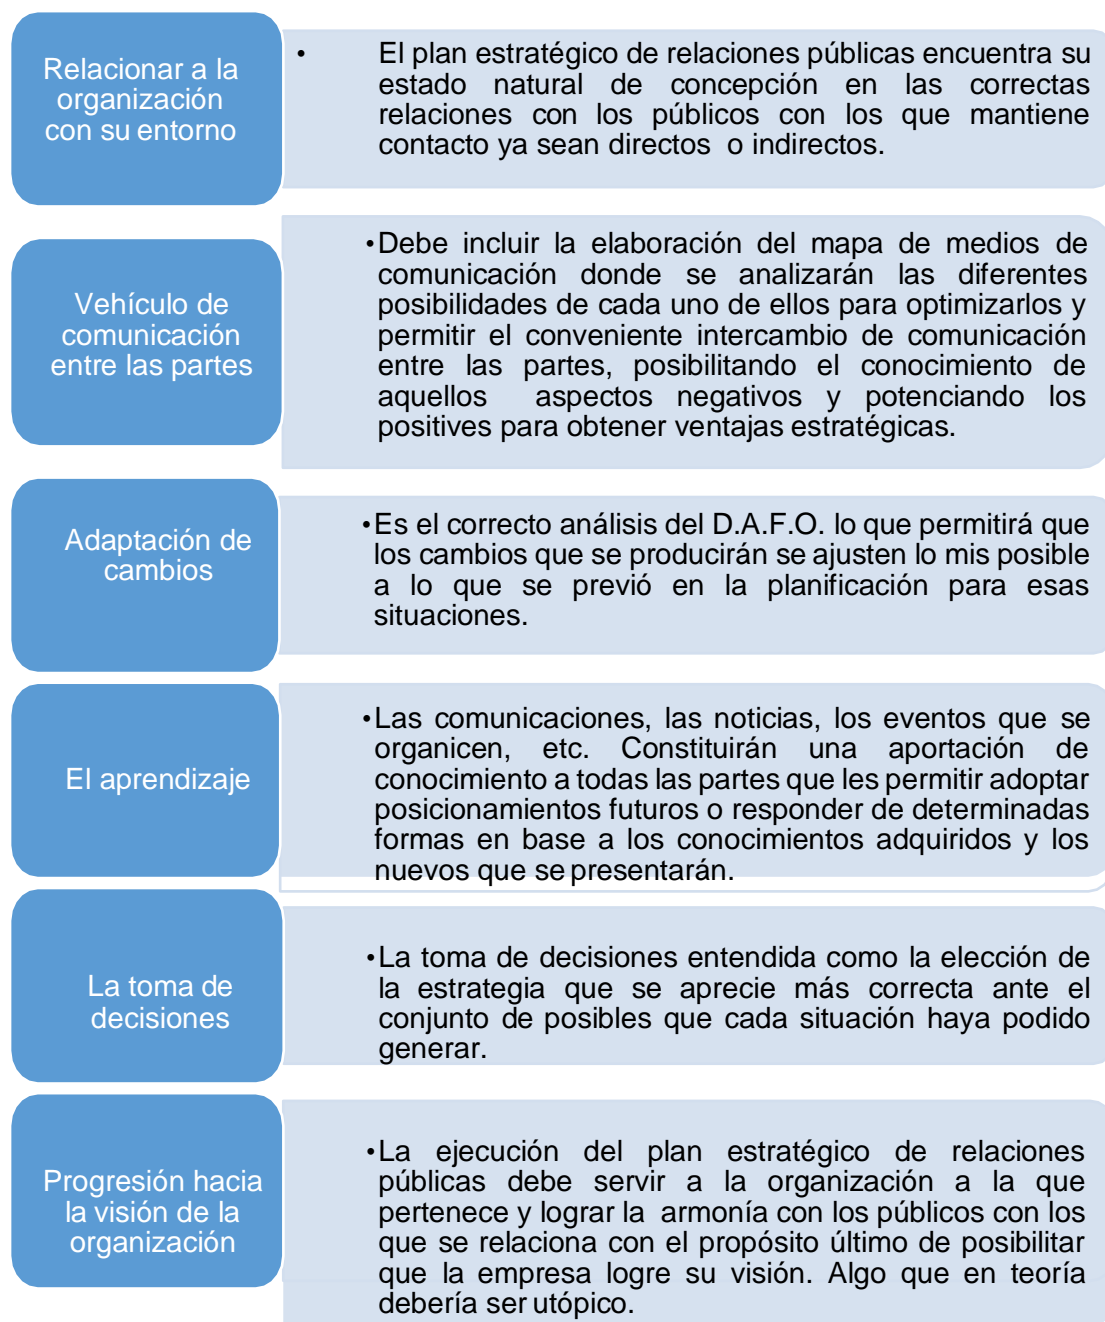 Relacionar a la
organización
con su entorno
• El plan estratégico de relaciones públicas encuentra su
estado natural de concepción en las correctas
relaciones con los públicos con los que mantiene
contacto ya sean directos o indirectos.
Vehículo de
comunicación
entre las partes
•Debe incluir la elaboración del mapa de medios de
comunicación donde se analizarán las diferentes
posibilidades de cada uno de ellos para optimizarlos y
permitir el conveniente intercambio de comunicación
entre las partes, posibilitando el conocimiento de
aquellos aspectos negativos y potenciando los
positives para obtener ventajas estratégicas.
Adaptación de
cambios
•Es el correcto análisis del D.A.F.O. lo que permitirá que
los cambios que se producirán se ajusten lo mis posible
a lo que se previó en la planificación para esas
situaciones.
El aprendizaje
•Las comunicaciones, las noticias, los eventos que se
organicen, etc. Constituirán una aportación de
conocimiento a todas las partes que les permitir adoptar
posicionamientos futuros o responder de determinadas
formas en base a los conocimientos adquiridos y los
nuevos que se presentarán.
La toma de
decisiones
•La toma de decisiones entendida como la elección de
la estrategia que se aprecie más correcta ante el
conjunto de posibles que cada situación haya podido
generar.
Progresión hacia
la visión de la
organización
•La ejecución del plan estratégico de relaciones
públicas debe servir a la organización a la que
pertenece y lograr la armonía con los públicos con los
que se relaciona con el propósito último de posibilitar
que la empresa logre su visión. Algo que en teoría
debería ser utópico.